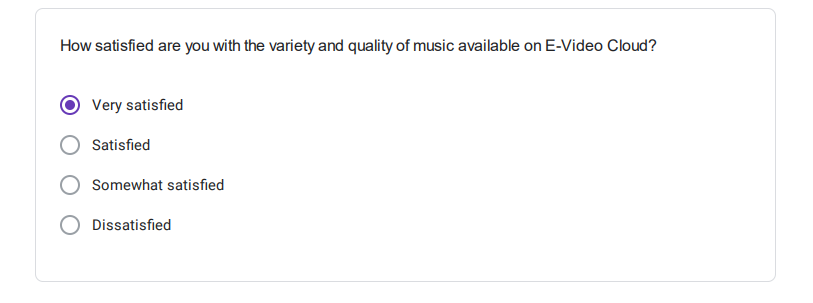 How satisfied are you with the variety and quality of music available on E-Video Cloud?
Very satisfied
Satisfied
Somewhat satisfied
Dissatisfied